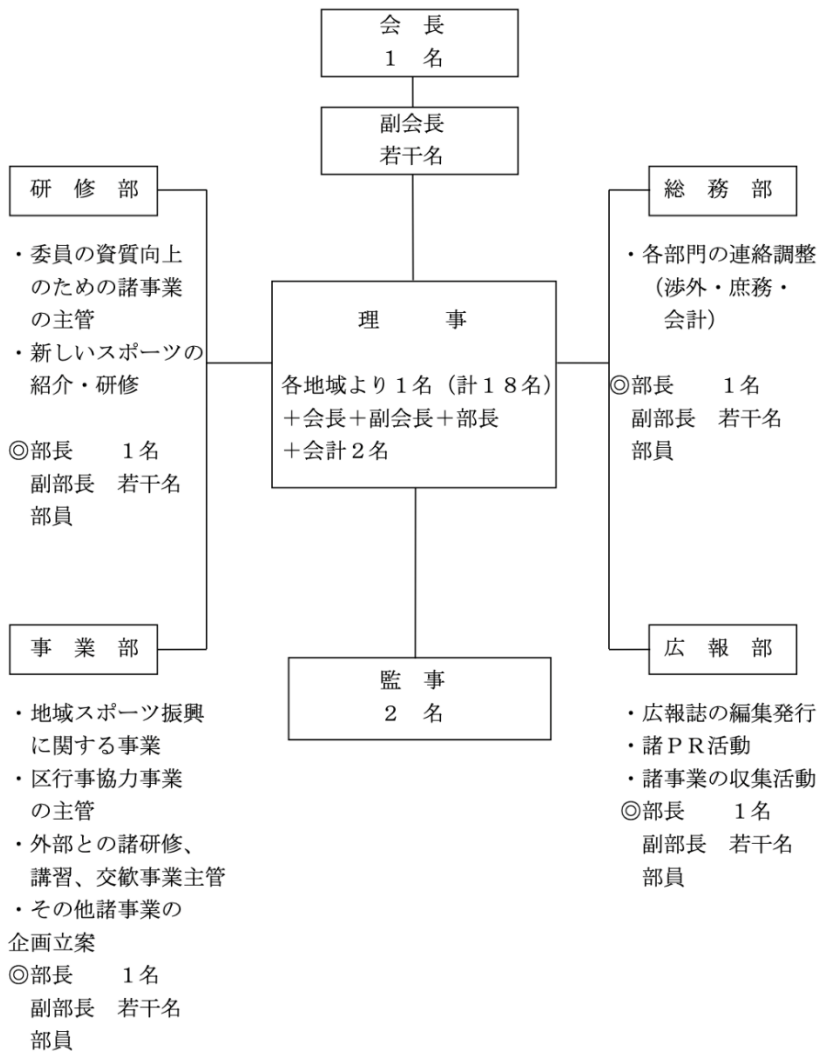 会 長
１ 名
副会長
若干名
研 修 部
・委員の資質向上
のための諸事業
の主管
・新しいスポーツの
紹介・研修
◎部長 １名
副部長 若干名
部員
総 務 部
・各部門の連絡調整
（渉外・庶務・
会計）
◎部長 １名
副部長 若干名
部員
理 事
各地域より１名（計１８名）
＋会長＋副会長＋部長
＋会計２名
事 業 部
・地域スポーツ振興
に関する事業
・区行事協力事業
の主管
・外部との諸研修、
講習、交歓事業主管
・その他諸事業の
企画立案
◎部長 １名
副部長 若干名
部員
監 事
２ 名
広 報 部
・広報誌の編集発行
・諸ＰＲ活動
・諸事業の収集活動
◎部長 １名
副部長 若干名
部員